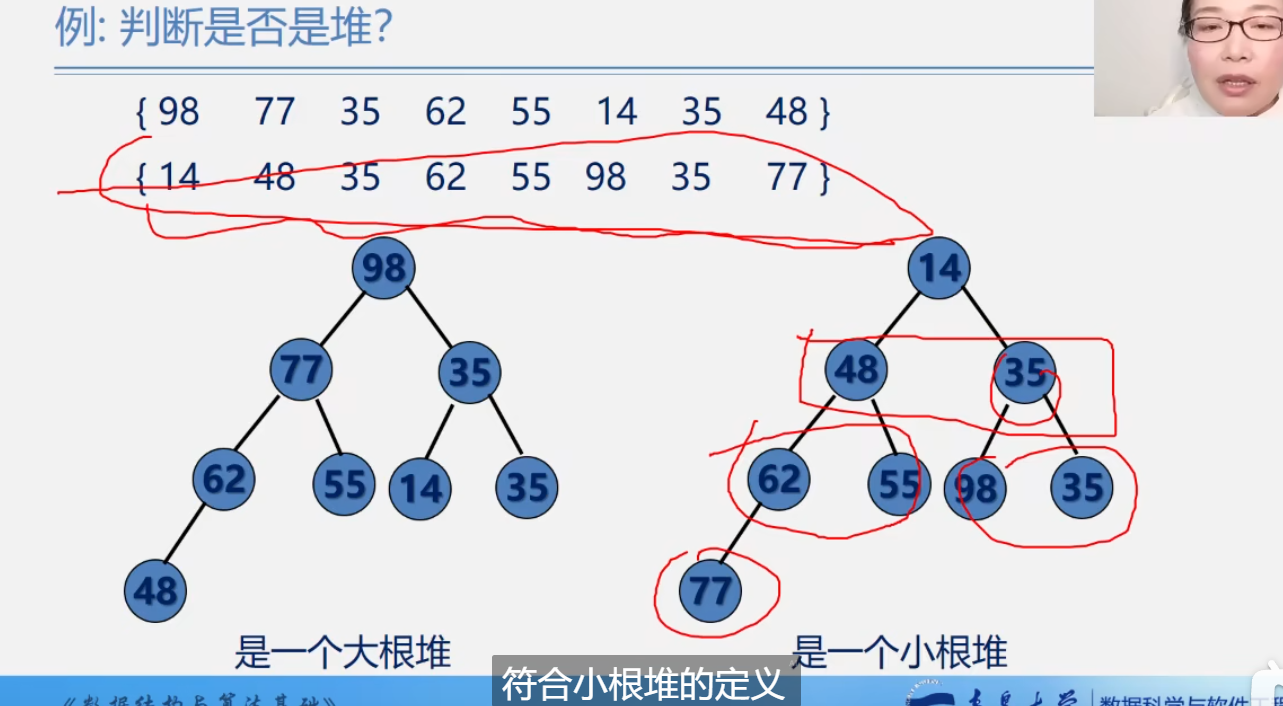 例: 判断是否是堆?
{ 98 77 35 62 55 14 35 48 }
{ 14 48 35 62 55 98 35 77 }
98
14
77 35
48 35
62 55 14 35
62 55 98 35
48
77
是一个大根堆
是一个小根堆
符合小根堆的定义
《数据结构与算法基础》
青岛大学 数据科学与软件工程